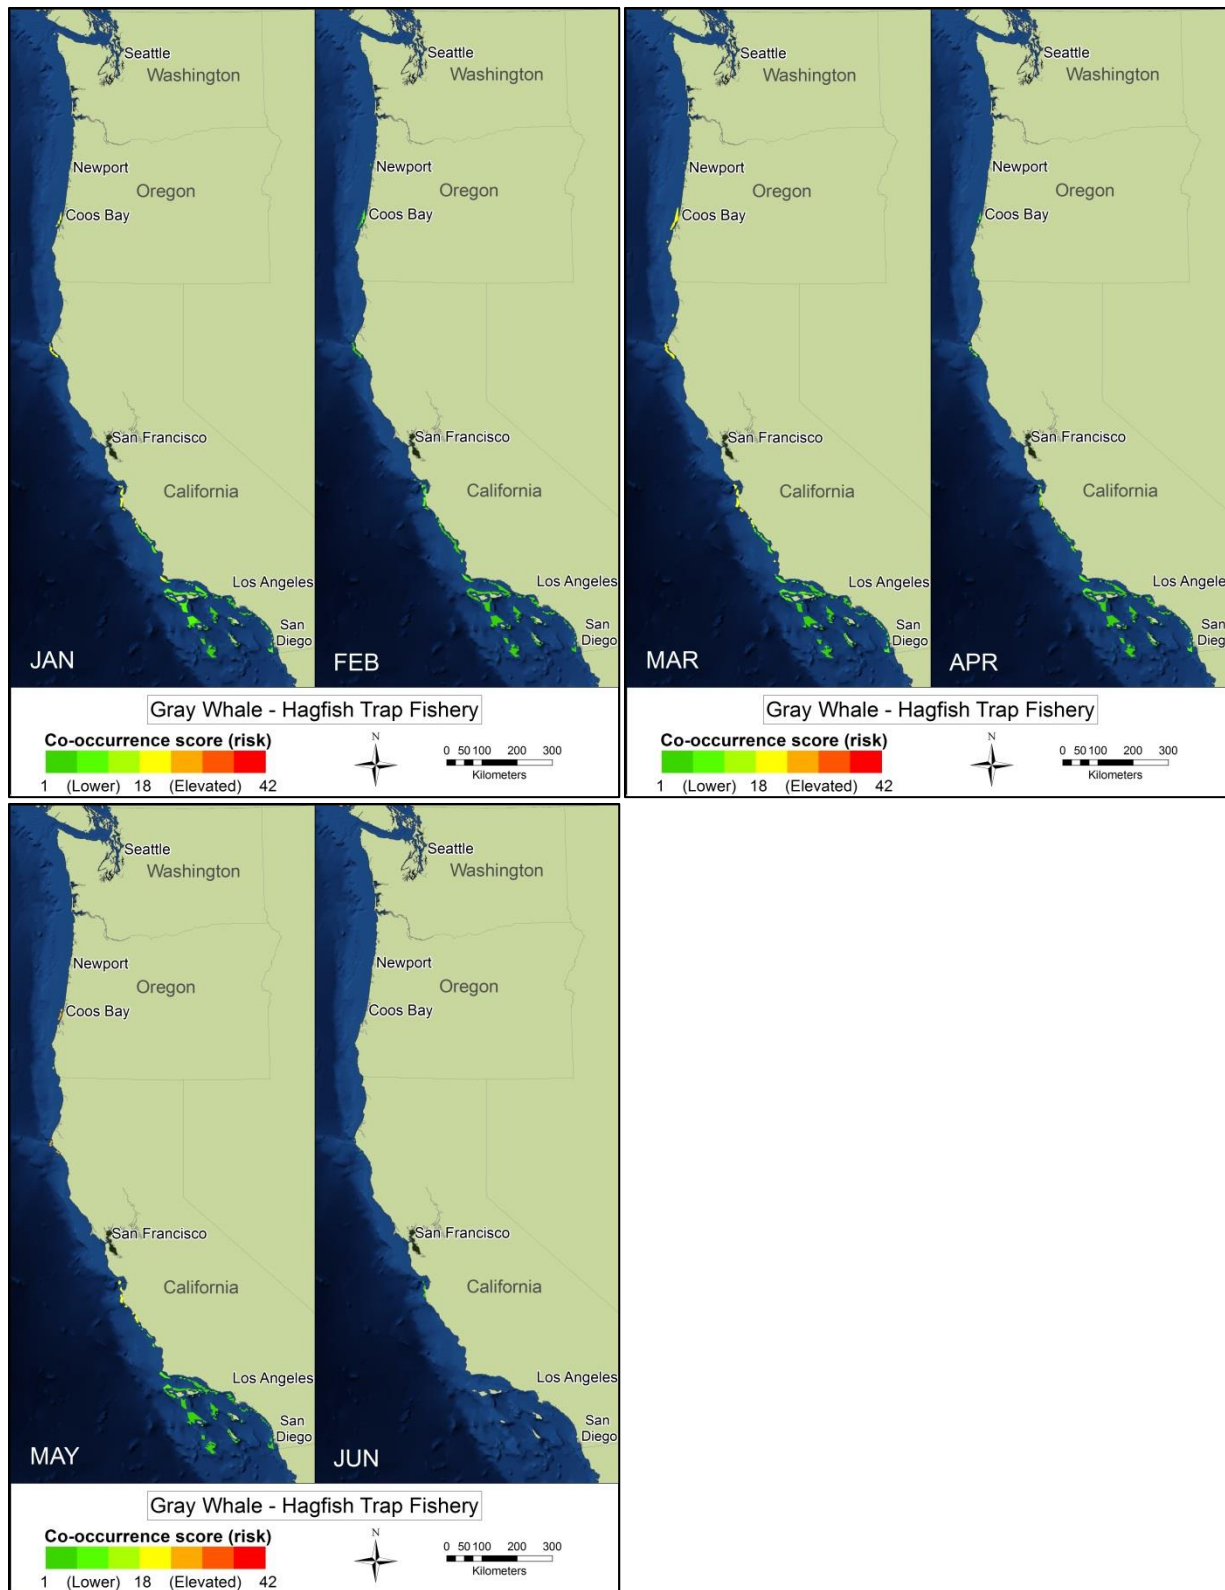 Seattle
Washington
Newport
Oregon
Coos Bay
San Francisco
California
Los Angeles
San
Diego
JAN
Seattle
Washington
Newport
Oregon
Coos Bay
San Francisco
California
Los Angeles
San
Diego
FEB
Gray Whale - Hagfish Trap Fishery
Co-occurrence score (risk)
1 (Lower) 18 (Elevated) 42
N
0 50 100 200 300
Kilometers
Seattle
Washington
Newport
Oregon
Coos Bay
San Francisco
California
Los Angeles
San
Diego
MAR
Seattle
Washington
Newport
Oregon
Coos Bay
San Francisco
California
Los Angeles
San
Diego
APR
Gray Whale - Hagfish Trap Fishery
Co-occurrence score (risk)
1 (Lower) 18 (Elevated) 42
N
0 50 100 200 300
Kilometers
Seattle
Washington
Newport
Oregon
Coos Bay
San Francisco
California
Los Angeles
San
Diego
MAY
Seattle
Washington
Newport
Oregon
Coos Bay
San Francisco
California
Los Angeles
San
Diego
JUN
Gray Whale - Hagfish Trap Fishery
Co-occurrence score (risk)
1 (Lower) 18 (Elevated) 42
N
0 50 100 200 300
Kilometers